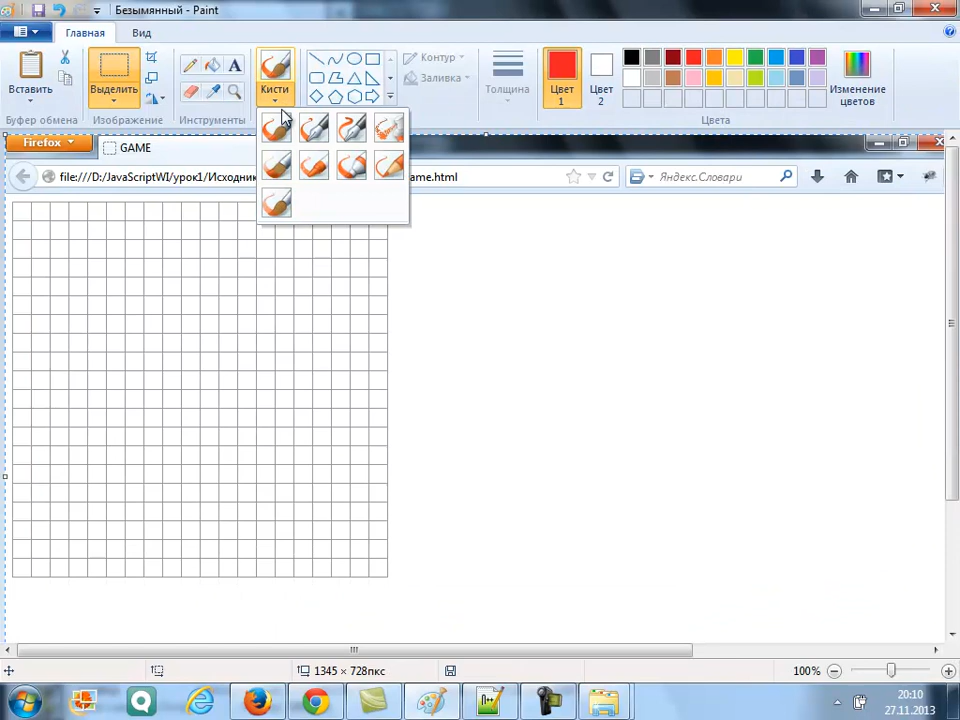 Безымянный - Paint
Главная
Вид
Вставить
Выделить
Кисти
Контур
Заливка
Толщина
Цвет
1
Цвет
2
Изменение
цветов
Буфер обмена
Изображение
Инструменты
Цвета
Firefox
GAME
file:///D:/JavaScriptWI/урок1/Исходник
ame.html
Яндекс.Словари
1345 × 728пкс
100%
20:10
27.11.2013